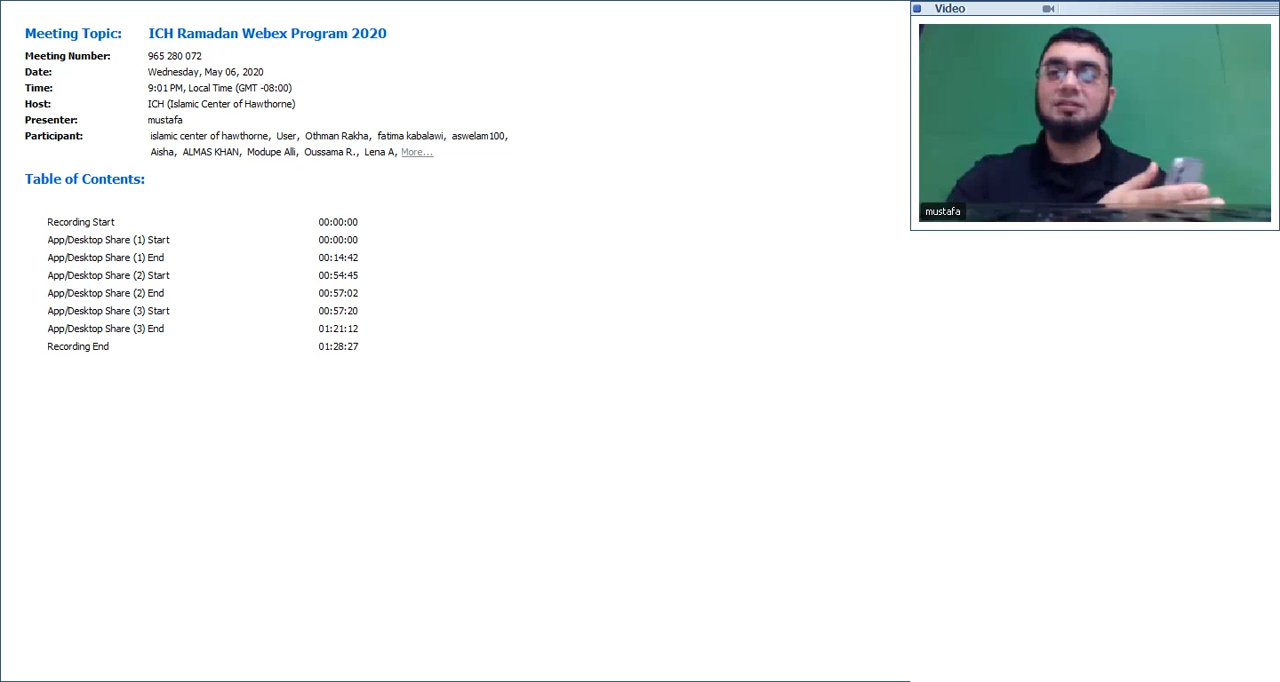 Meeting Topic: ICH Ramadan Webex Program 2020
Meeting Number: 965 280 072
Date: Wednesday, May 06, 2020
Time: 9:01 PM, Local Time (GMT -08:00)
Host: ICH (Islamic Center of Hawthorne)
Presenter: mustafa
Participant: islamic center of hawthorne, User, Othman Rakha, fatima kabalawi, aswelam100,
Aisha, ALMAS KHAN, Modupe Alli, Oussama R., Lena A, More...
Table of Contents:
Recording Start 00:00:00
App/Desktop Share (1) Start 00:00:00
App/Desktop Share (1) End 00:14:42
App/Desktop Share (2) Start 00:54:45
App/Desktop Share (2) End 00:57:02
App/Desktop Share (3) Start 00:57:20
App/Desktop Share (3) End 01:21:12
Recording End 01:28:27
Video
mustafa